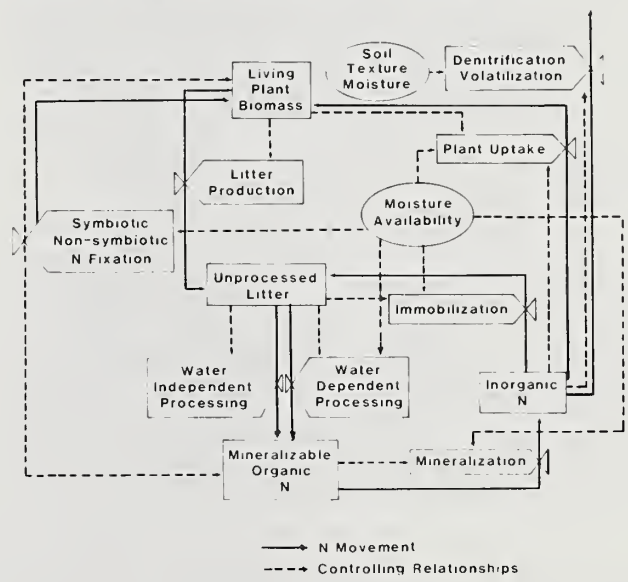 Living
Plant
Biomass
Soil
Texture
Moisture
Denitrification
Volatilization
Plant Uptake
Litter
Production
Moisture
Availability
Symbiotic
Non-symbiotic
N Fixation
Unprocessed
Litter
Immobilization
Water
Independent
Processing
Water
Dependent
Processing
Inorganic
N
Mineralizable
Organic
N
Mineralization
N Movement
Controlling Relationships